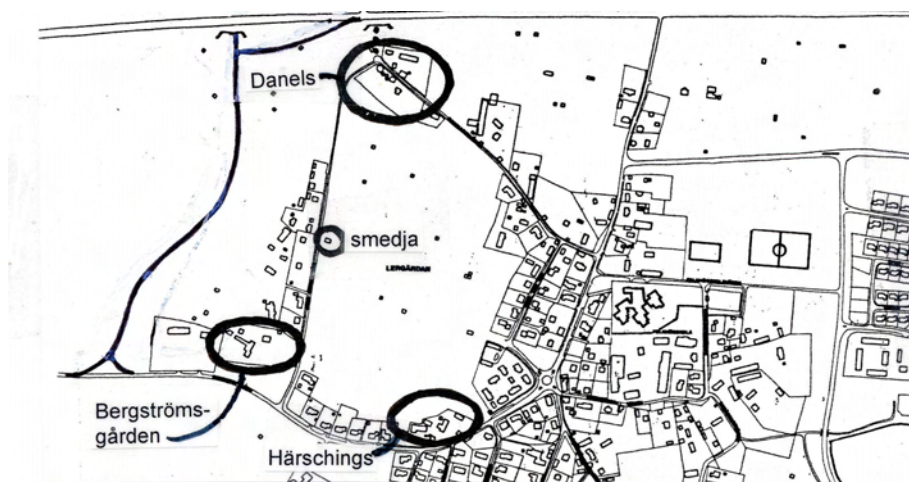 Danels
smedja
LERGÅRDAR
Bergströms-
gården
Härschings